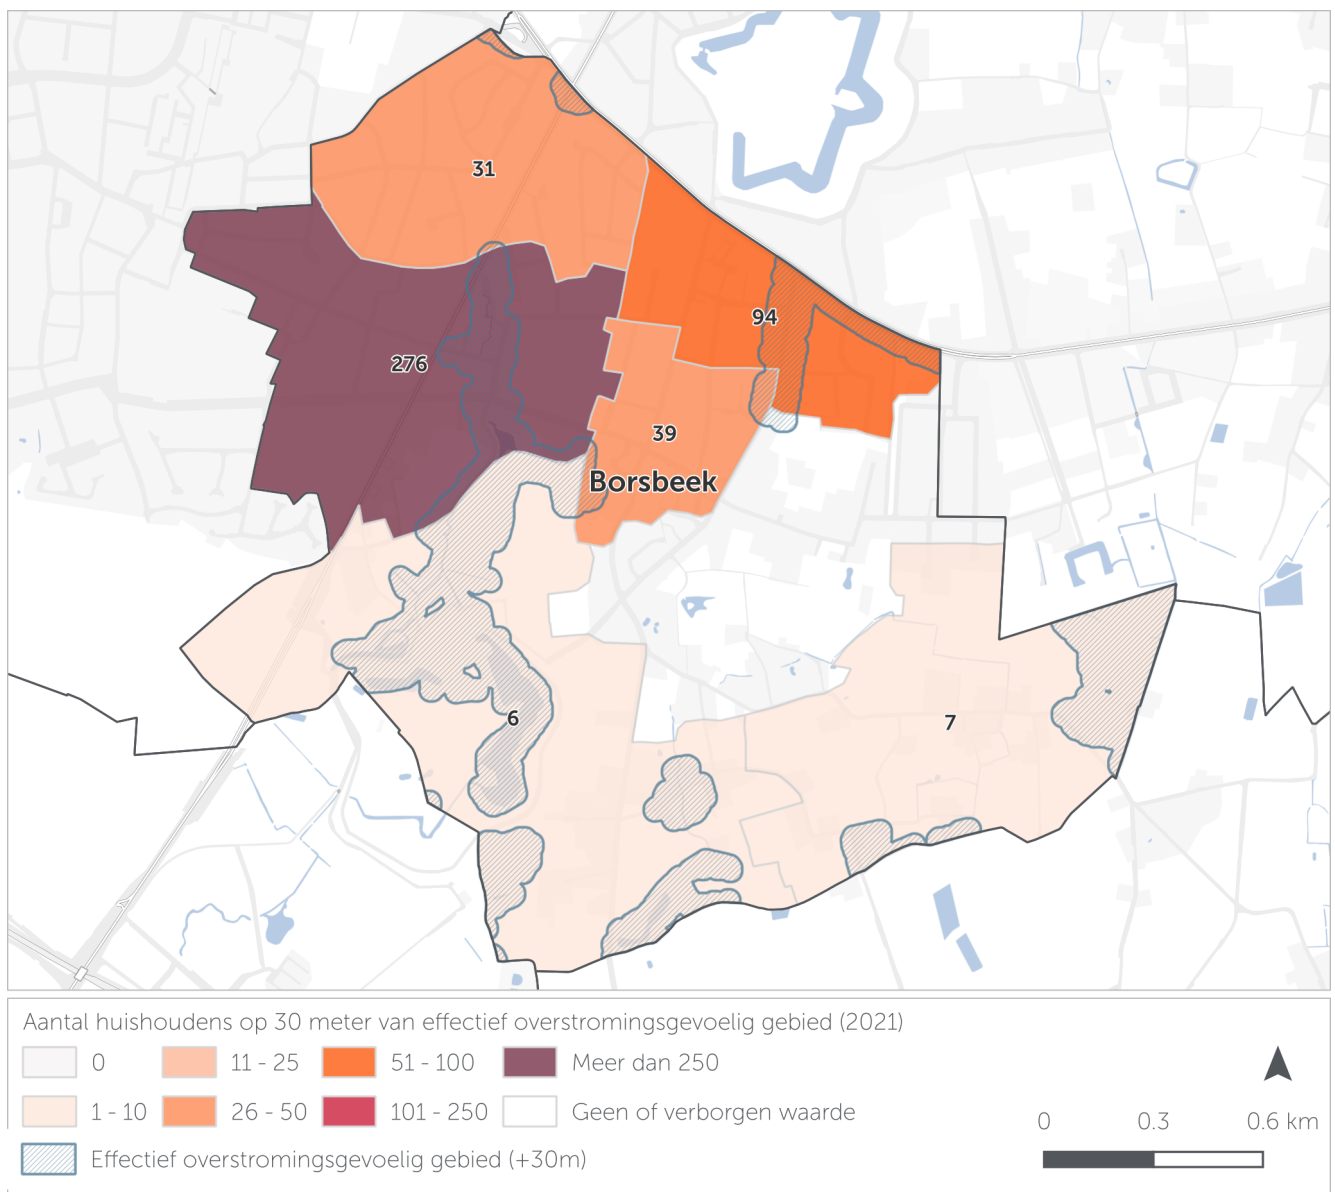 31
94
276
39
Borsbeek
6
7
Aantal huishoudens op 30 meter van effectief overstromingsgevoelig gebied (2021)
0
11 - 25
51 - 100
Meer dan 250
1 - 10
26 - 50
101 - 250
Geen of verborgen waarde
Effectief overstromingsgevoelig gebied (+30m)
0 0.3 0.6 km